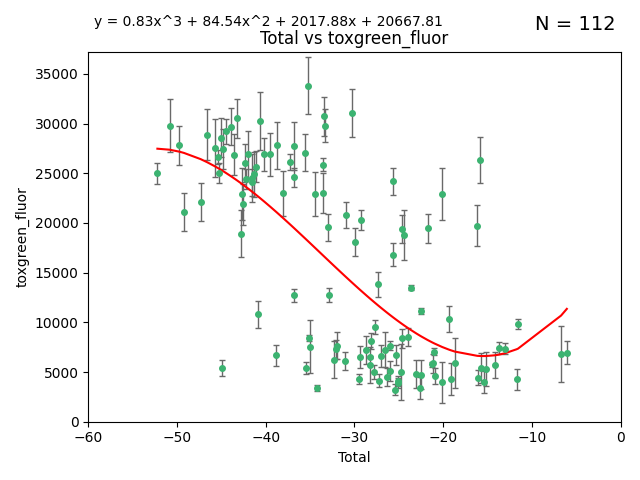 y = 0.83x^3 + 84.54x^2 + 2017.88x + 20667.81
N = 112
Total vs toxgreen_fluor
35000
30000
25000
20000
15000
10000
5000
0
toxgreen_fluor
−60 −50 −40 −30 −20 −10 0
Total